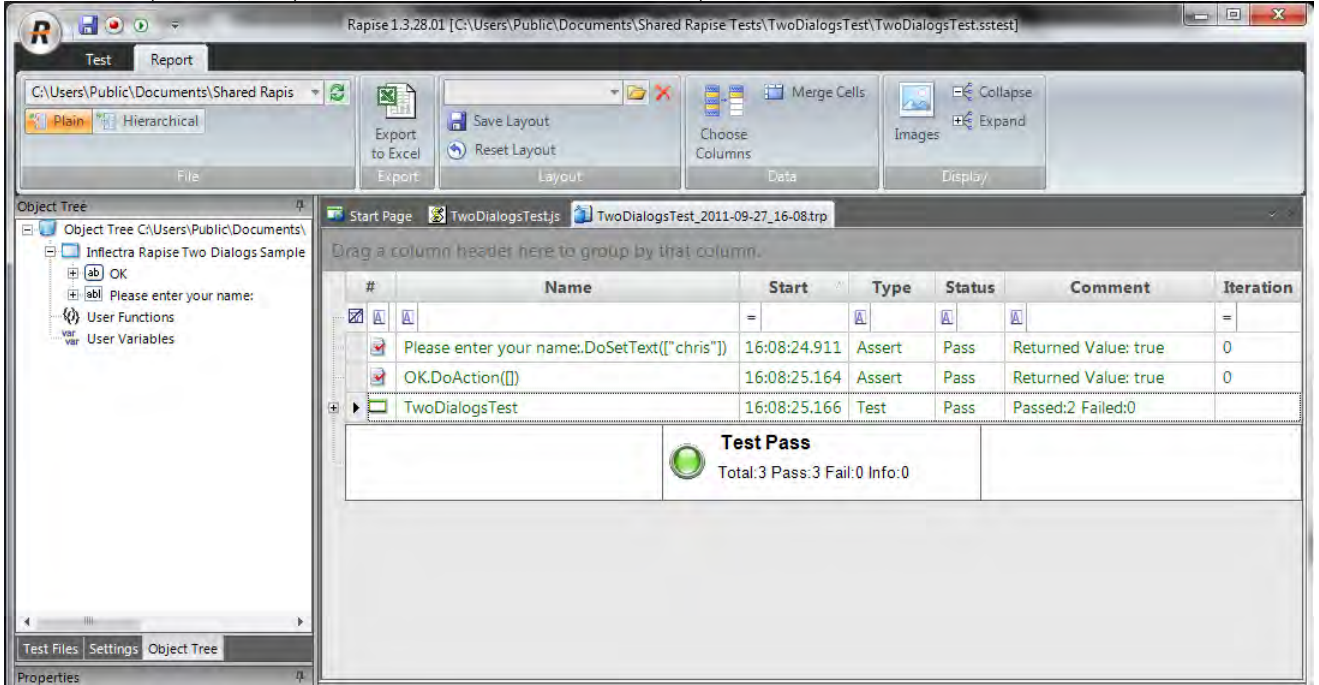 Rapise 1.3.28.01 [C:\Users\Public\Documents\Shared Rapise Tests\TwoDialogsTest\TwoDialogsTest.sstest]
Test Report
C:\Users\Public\Documents\Shared Rapis
Plain Hierarchical
File
Export
to Excel
Export
Save Layout
Reset Layout
Layout
Choose
Columns
Merge Cells
Data
Images
Collapse
Expand
Display
Object Tree
Object Tree C:\Users\Public\Documents\
Inflectra Rapise Two Dialogs Sample
ab OK
abl Please enter your name:
User Functions
var
var User Variables
Test Files Settings Object Tree
Properties
Start Page TwoDialogsTest.js TwoDialogsTest_2011-09-27_16-08.trp
Drag a column header here to group by that column.
# Name Start Type Status Comment Iteration
A A = A A A =
Please enter your name:.DoSetText(["chris"]) 16:08:24.911 Assert Pass Returned Value: true 0
OK.DoAction([]) 16:08:25.164 Assert Pass Returned Value: true 0
TwoDialogsTest 16:08:25.166 Test Pass Passed:2 Failed:0
Test Pass
Total:3 Pass:3 Fail:0 Info:0